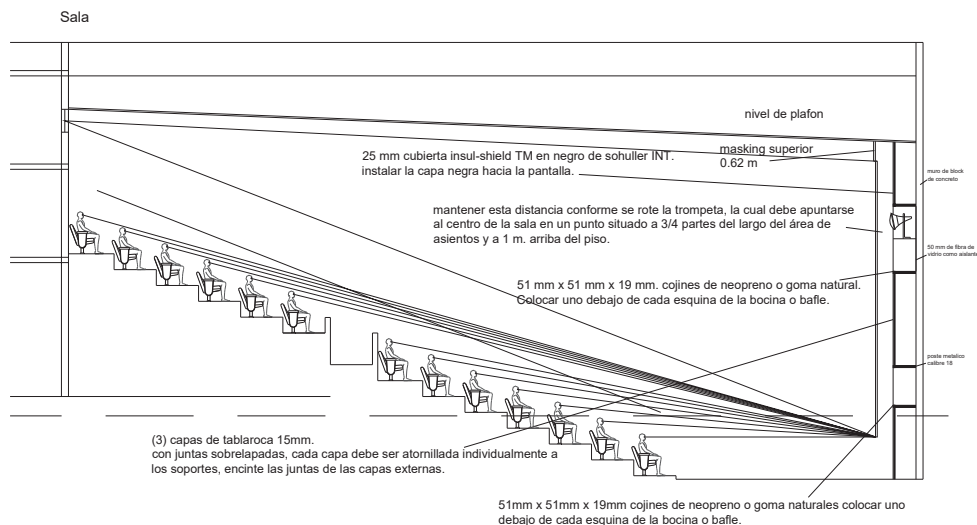 Sala
nivel de plafon
25 mm cubierta insul-shield TM en negro de sohuller INT.
instalar la capa negra hacia la pantalla.
masking superior
0.62 m
muro de block
de concreto
mantener esta distancia conforme se rote la trompeta, la cual debe apuntarse
al centro de la sala en un punto situado a 3/4 partes del largo del área de
asientos y a 1 m. arriba del piso.
50 mm de fibra de
vidrio como aislante
51 mm x 51 mm x 19 mm. cojines de neopreno o goma natural.
Colocar uno debajo de cada esquina de la bocina o bafle.
poste metalico
calibre 18
(3) capas de tablaroca 15mm.
con juntas sobrelapadas, cada capa debe ser atornillada individualmente a
los soportes, encinte las juntas de las capas externas.
51mm x 51mm x 19mm cojines de neopreno o goma naturales colocar uno
debajo de cada esquina de la bocina o bafle.